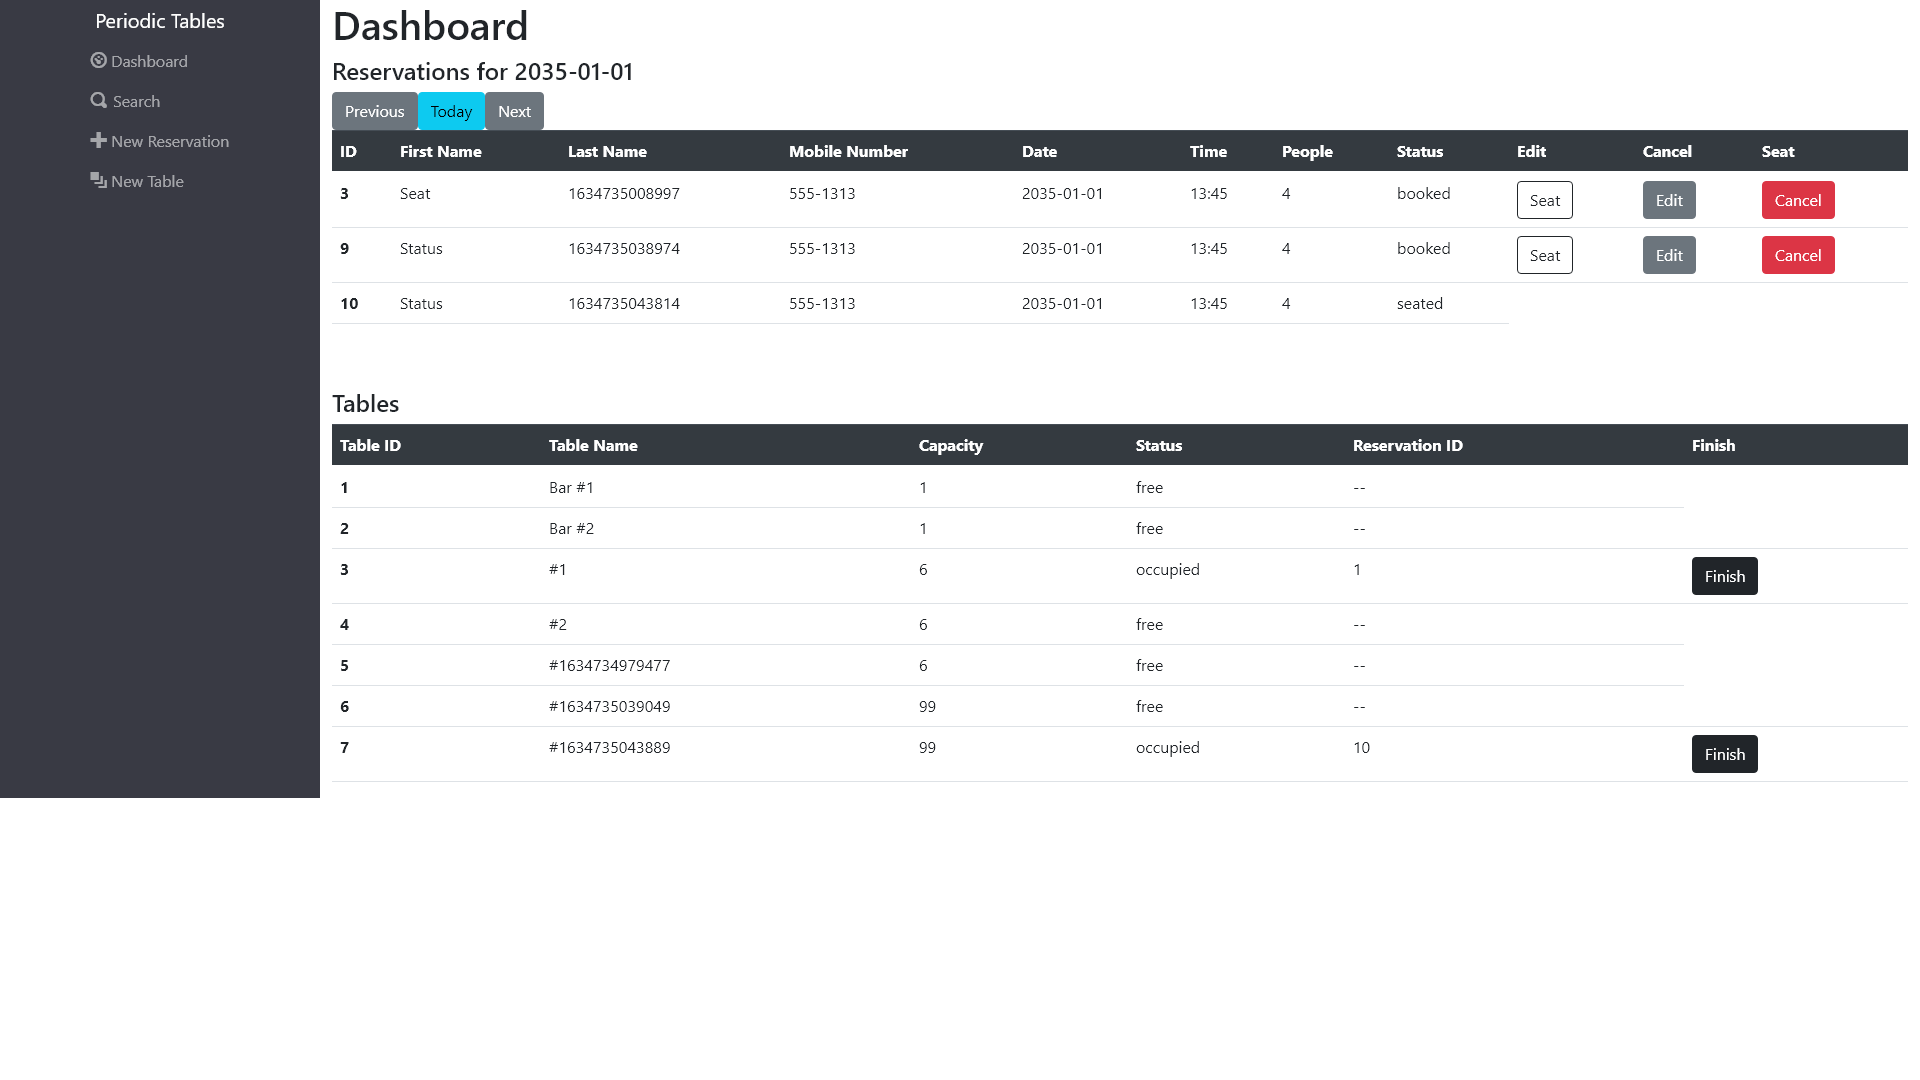 Periodic Tables
Dashboard
Search
New Reservation
New Table
Dashboard
Reservations for 2035-01-01
Previous Today Next
ID First Name Last Name Mobile Number Date Time People Status Edit Cancel Seat
3 Seat 1634735008997 555-1313 2035-01-01 13:45 4 booked Seat Edit Cancel
9 Status 1634735038974 555-1313 2035-01-01 13:45 4 booked Seat Edit Cancel
10 Status 1634735043814 555-1313 2035-01-01 13:45 4 seated
Tables
Table ID Table Name Capacity Status Reservation ID Finish
1 Bar #1 1 free --
2 Bar #2 1 free --
3 #1 6 occupied 1 Finish
4 #2 6 free --
5 #1634734979477 6 free --
6 #1634735039049 99 free --
7 #1634735043889 99 occupied 10 Finish